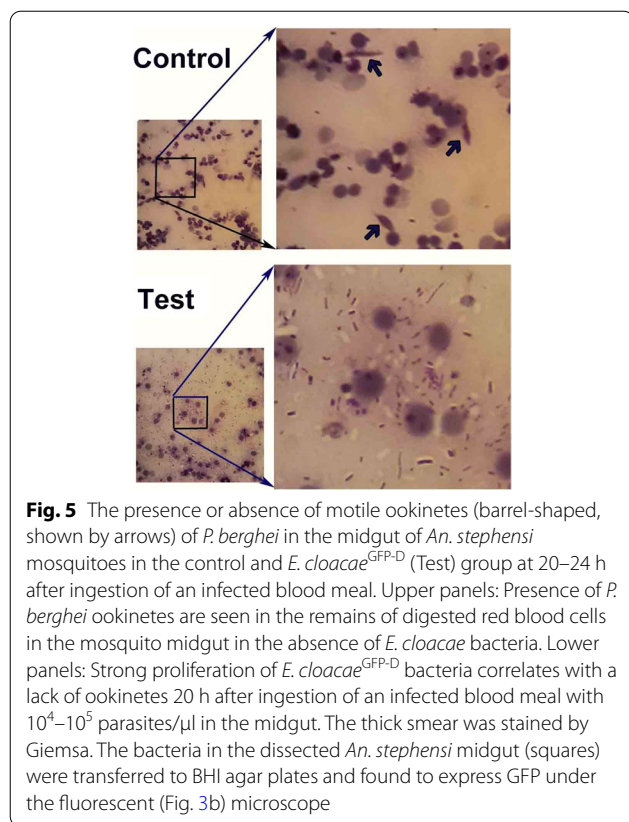 Control
Test
Fig. 5 The presence or absence of motile ookinetes (barrel-shaped,
shown by arrows) of P. berghei in the midgut of An. stephensi
mosquitoes in the control and E. cloacae^GFP-D (Test) group at 20–24 h
after ingestion of an infected blood meal. Upper panels: Presence of P.
berghei ookinetes are seen in the remains of digested red blood cells
in the mosquito midgut in the absence of E. cloacae bacteria. Lower
panels: Strong proliferation of E. cloacae^GFP-D bacteria correlates with a
lack of ookinetes 20 h after ingestion of an infected blood meal with
10⁴–10⁵ parasites/µl in the midgut. The thick smear was stained by
Giemsa. The bacteria in the dissected An. stephensi midgut (squares)
were transferred to BHI agar plates and found to express GFP under
the fluorescent (Fig. 3b) microscope